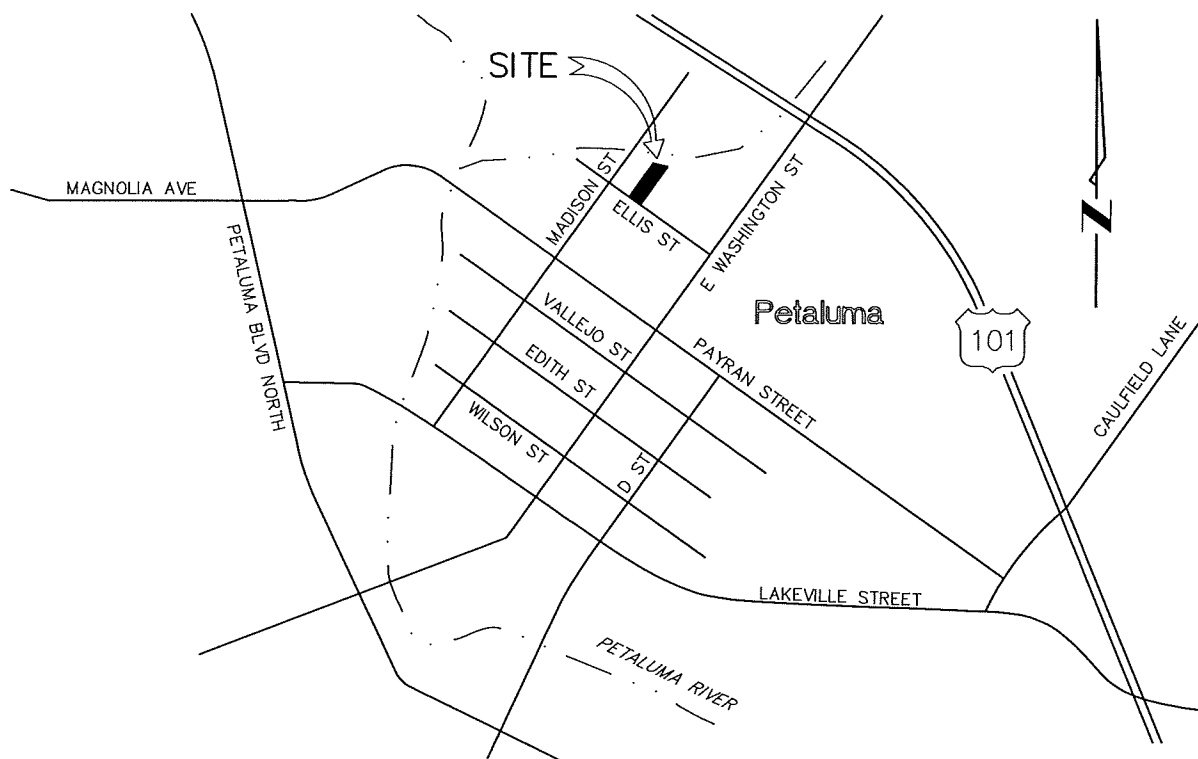 SITE
MAGNOLIA AVE
MADISON ST
ELLIS ST
E WASHINGTON ST
PETALUMA BLVD NORTH
VALLEJO ST
Petaluma
101
EDITH ST
PAYRAN STREET
CAULFIELD LANE
WILSON ST
D ST
LAKEVILLE STREET
PETALUMA RIVER
N